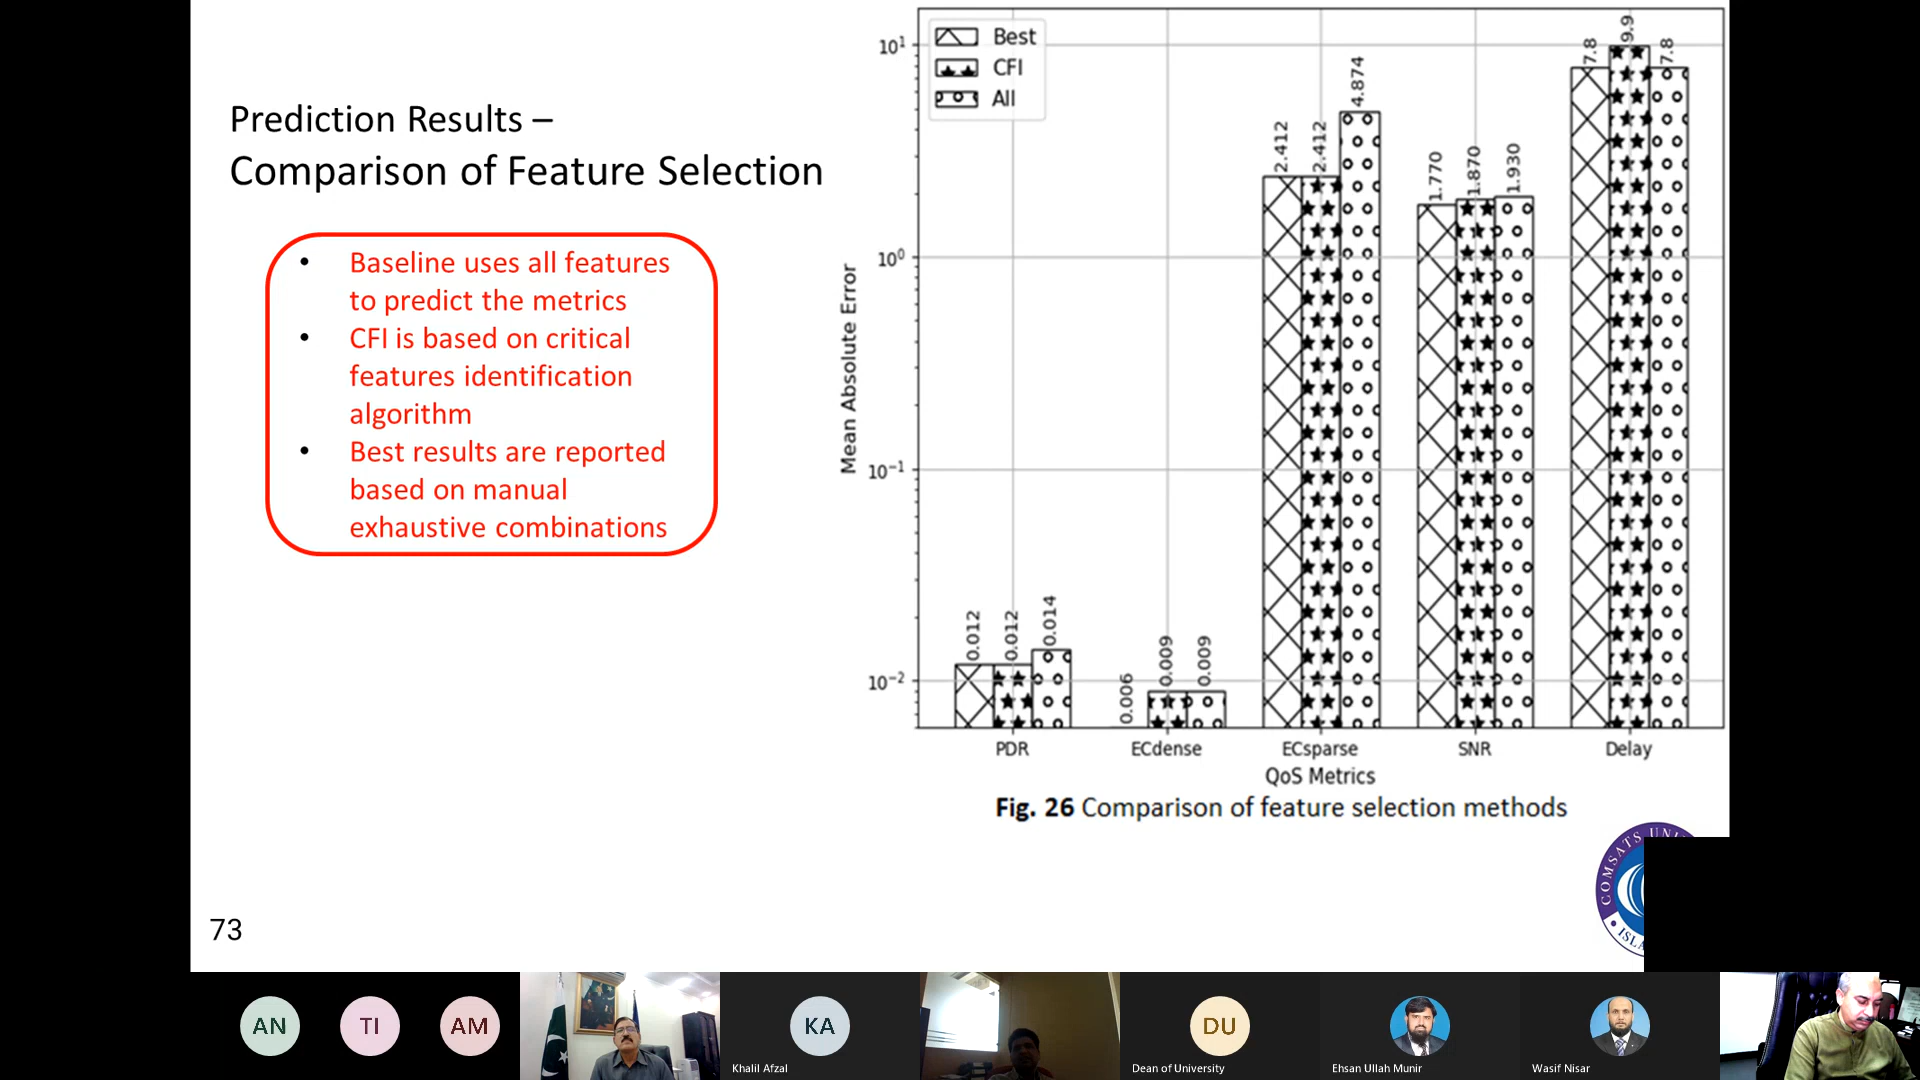 Prediction Results –
Comparison of Feature Selection
• Baseline uses all features
to predict the metrics
• CFI is based on critical
features identification
algorithm
• Best results are reported
based on manual
exhaustive combinations
Best
CFI
All
Mean Absolute Error
10¹
10⁰
10⁻¹
10⁻²
0.012
0.012
0.014
0.006
0.009
0.009
2.412
2.412
4.874
1.770
1.870
1.930
7.8
9.9
7.8
PDR
ECdense
ECsparse
SNR
Delay
QoS Metrics
Fig. 26 Comparison of feature selection methods
COMSATS UNI
ISL
73
AN
TI
AM
KA
Khalil Afzal
DU
Dean of University
Ehsan Ullah Munir
Wasif Nisar